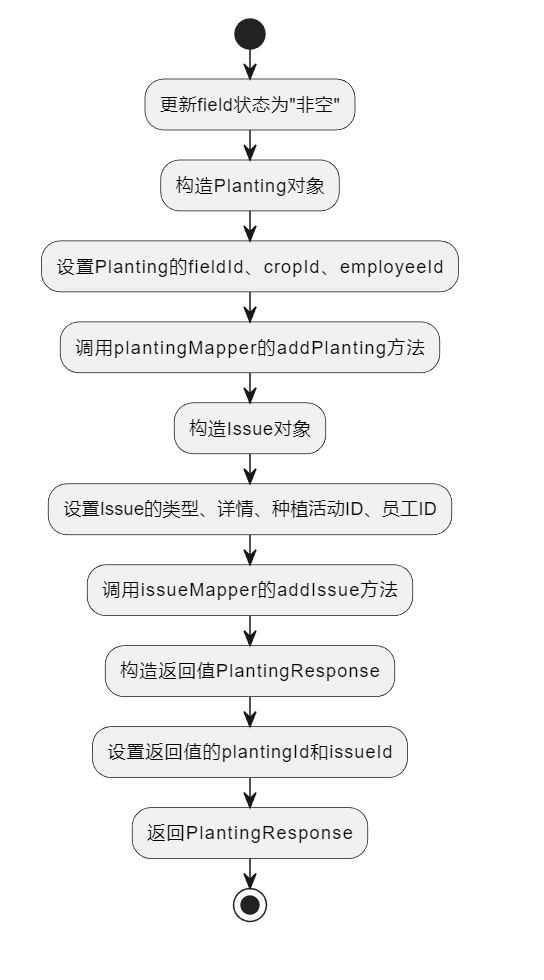 更新field状态为"非空"
构造Planting对象
设置Planting的fieldId、cropId、employeeId
调用plantingMapper的addPlanting方法
构造Issue对象
设置Issue的类型、详情、种植活动ID、员工ID
调用issueMapper的addIssue方法
构造返回值PlantingResponse
设置返回值的plantingId和issueId
返回PlantingResponse